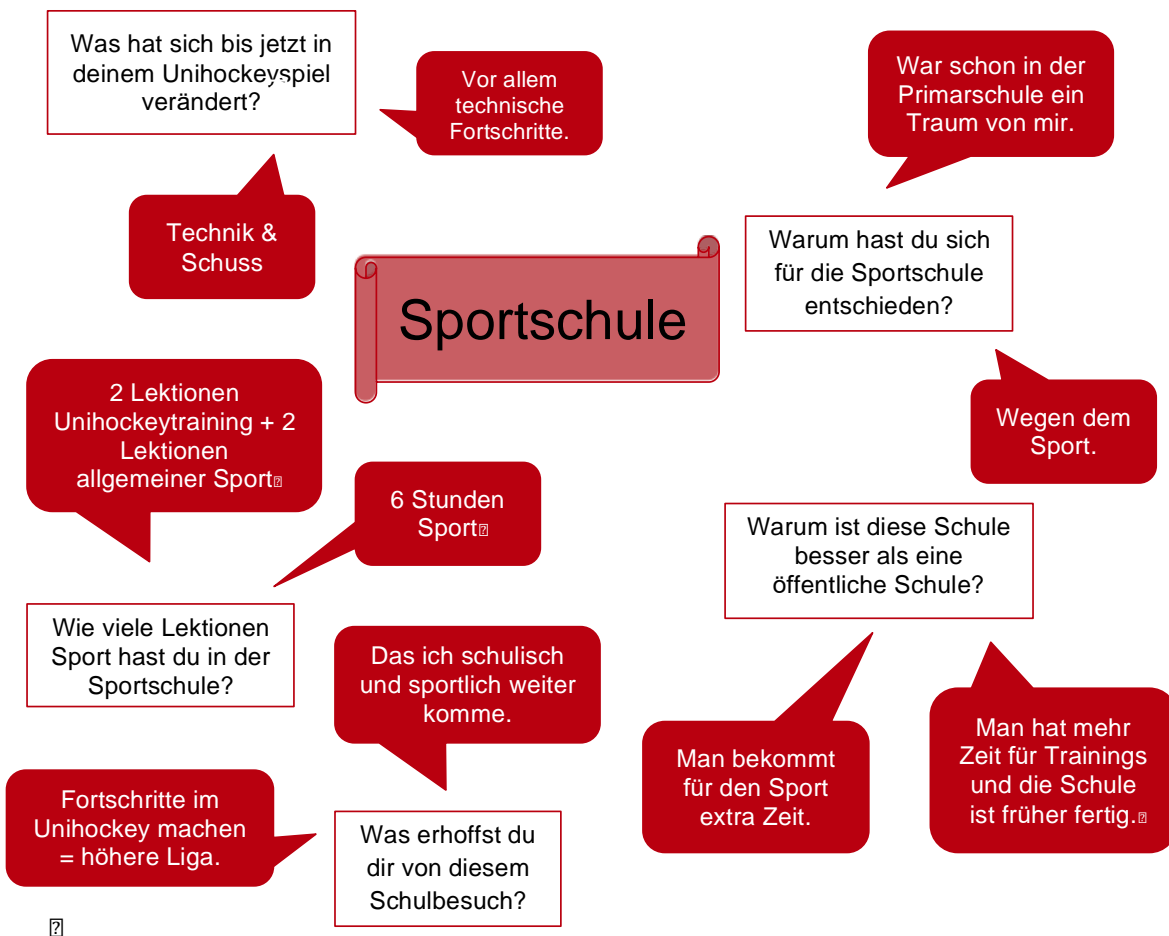 Was hat sich bis jetzt in
deinem Unihockeyspiel
verändert?
Vor allem
technische
Fortschritte.
War schon in der
Primarschule ein
Traum von mir.
Technik &
Schuss
Sportschule
Warum hast du sich
für die Sportschule
entschieden?
2 Lektionen
Unihockeytraining + 2
Lektionen
allgemeiner Sport
Wegen dem
Sport.
6 Stunden
Sport
Warum ist diese Schule
besser als eine
öffentliche Schule?
Wie viele Lektionen
Sport hast du in der
Sportschule?
Das ich schulisch
und sportlich weiter
komme.
Man bekommt
für den Sport
extra Zeit.
Man hat mehr
Zeit für Trainings
und die Schule
ist früher fertig.
Fortschritte im
Unihockey machen
= höhere Liga.
Was erhoffst du
dir von diesem
Schulbesuch?